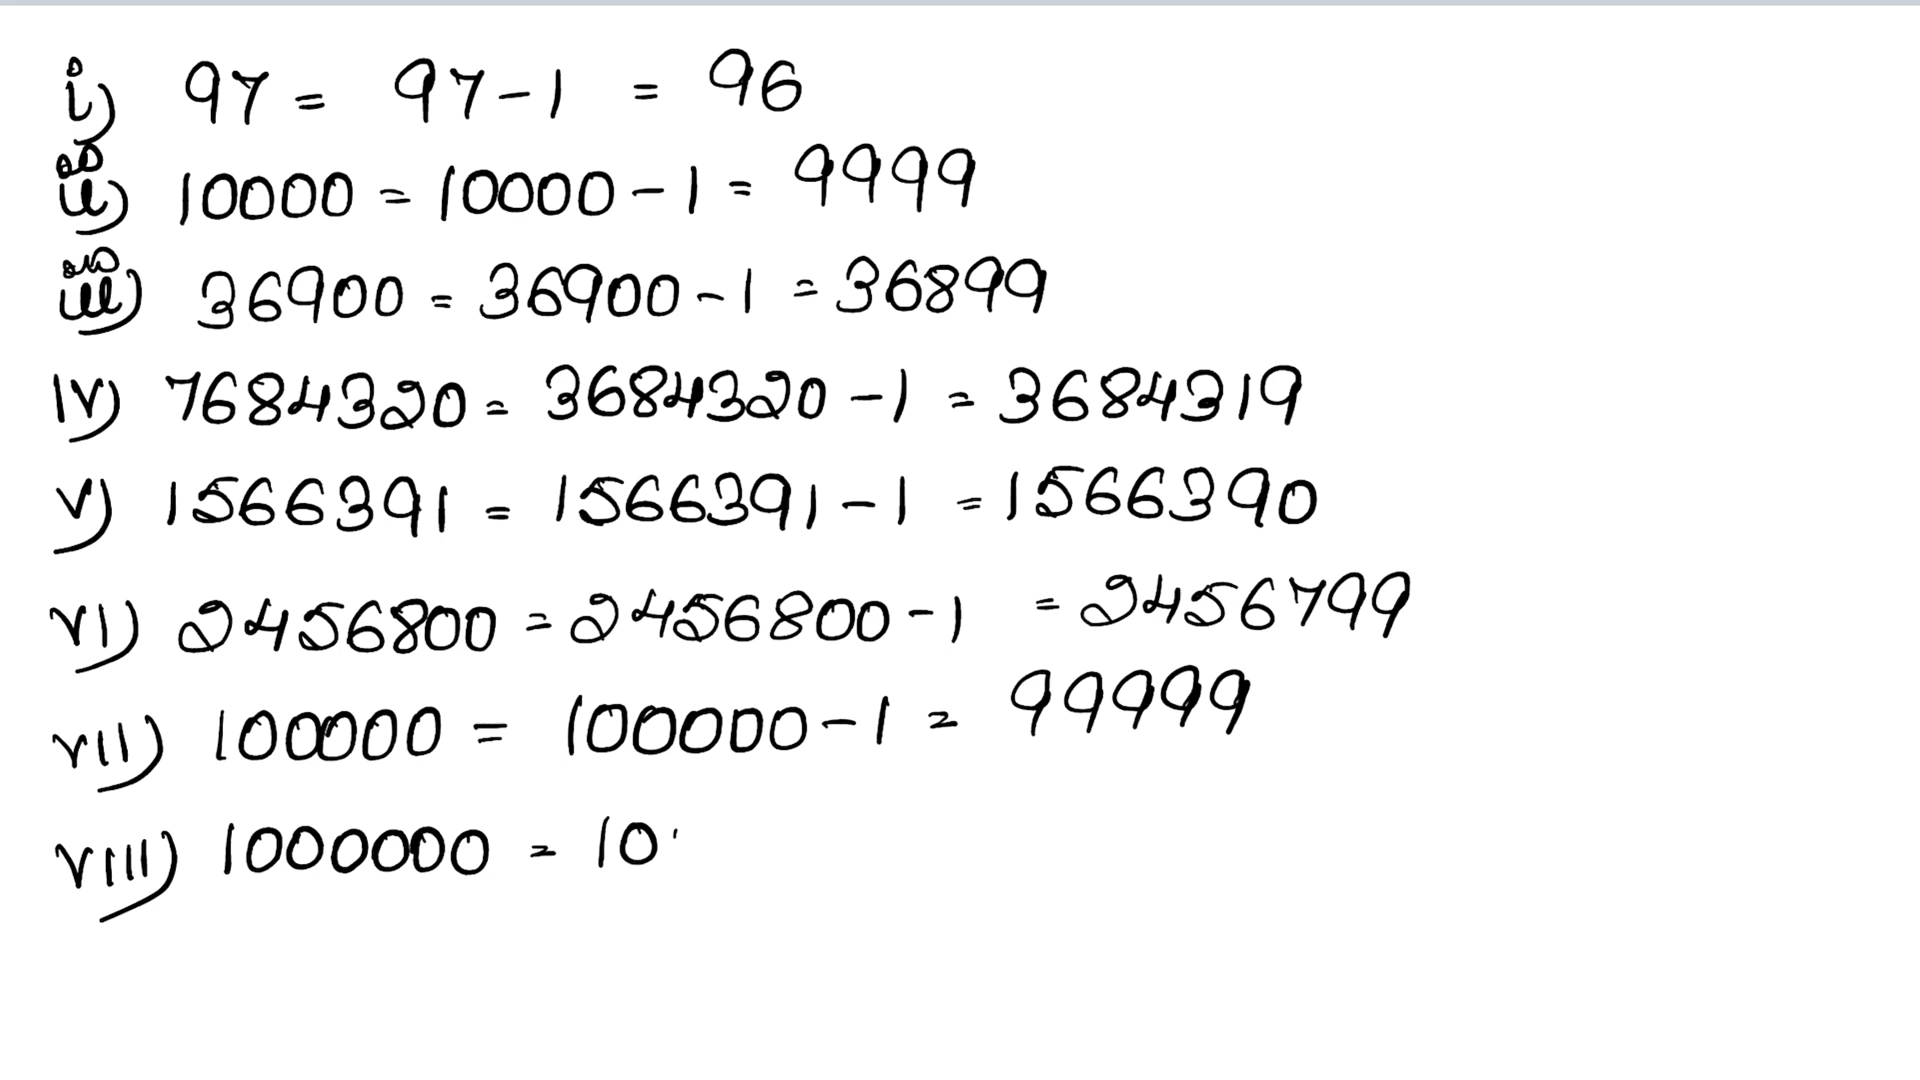 i) 97 = 97-1 = 96
ii) 10000 = 10000-1 = 9999
iii) 36900 = 36900-1 = 36899
iv) 7684320 = 3684320-1 = 3684319
v) 1566391 = 1566391-1 = 1566390
vi) 2456800 = 2456800-1 = 2456799
vii) 100000 = 100000-1 = 99999
viii) 1000000 = 10